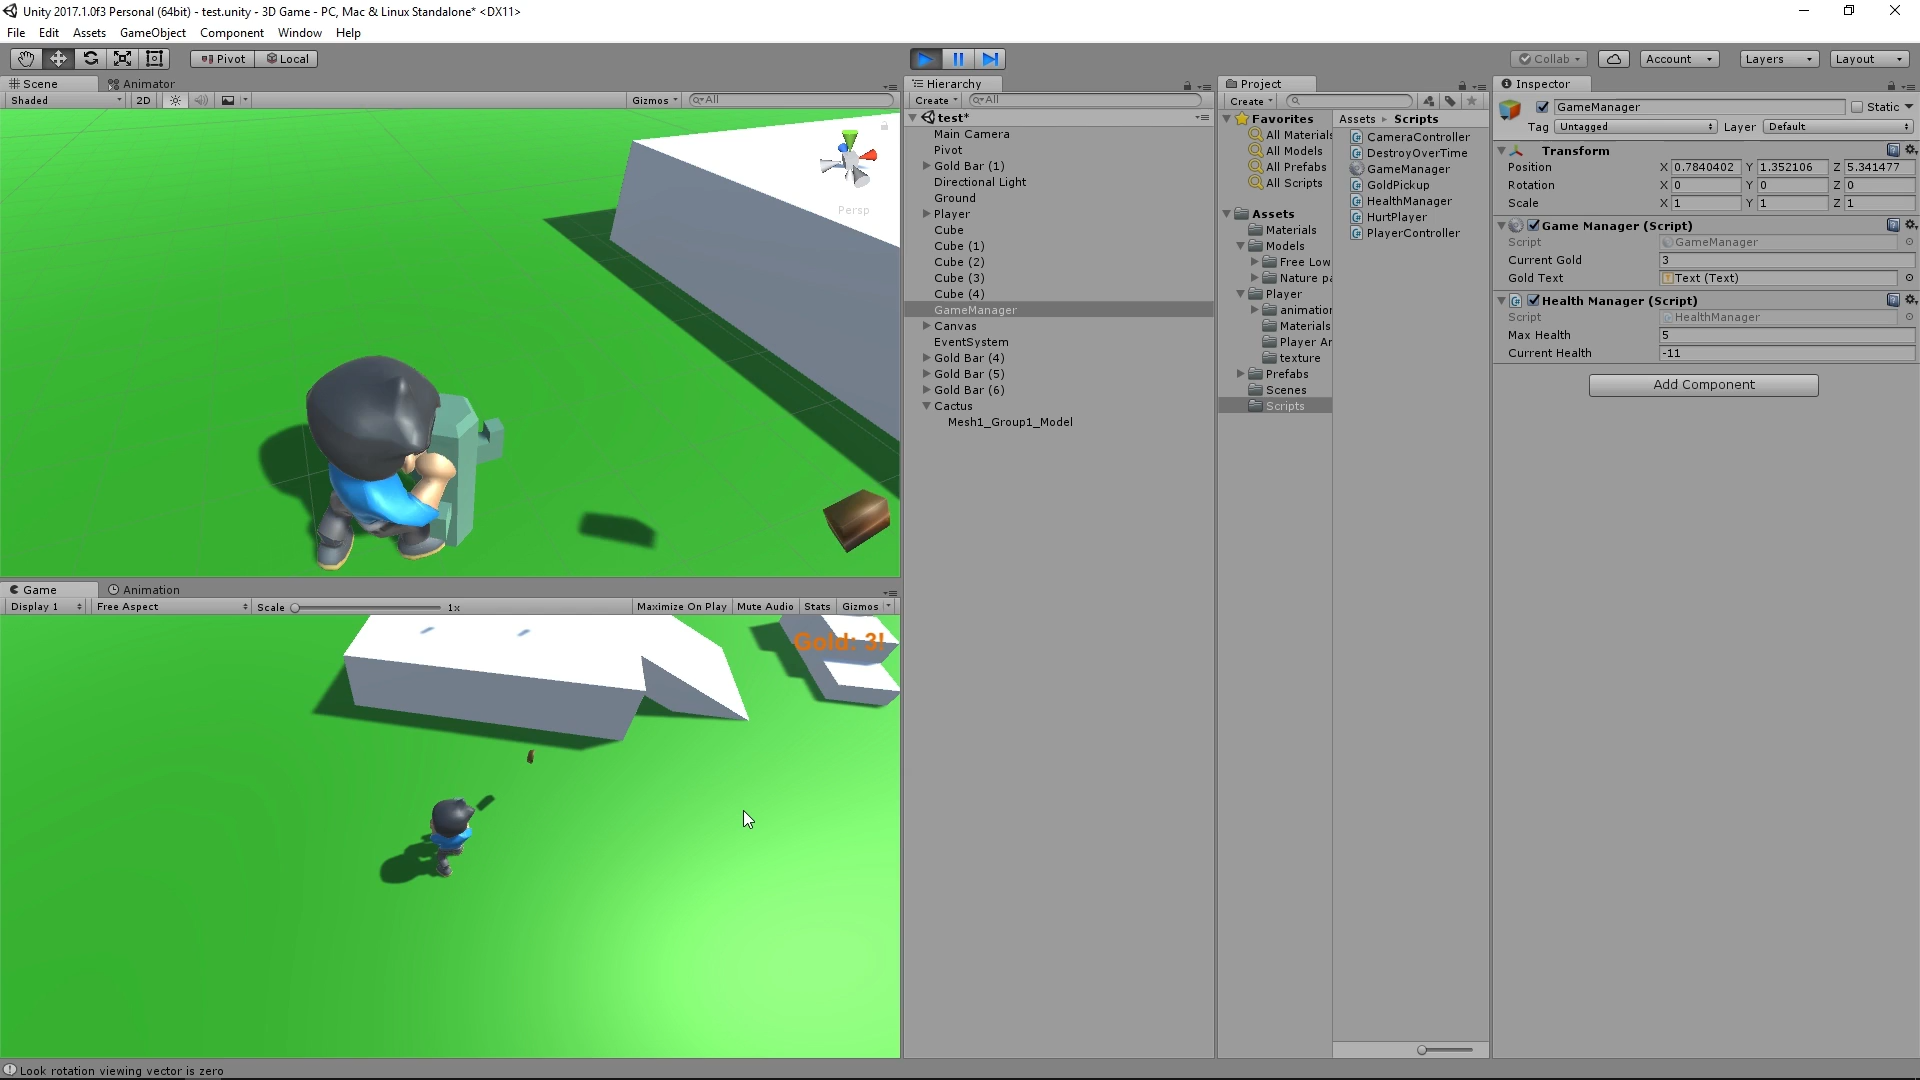 Unity 2017.1.0f3 Personal (64bit) - test.unity - 3D Game - PC, Mac & Linux Standalone* <DX11>
File Edit Assets GameObject Component Window Help
Pivot Local
Collab Account Layers Layout
Scene Animator
Shaded 2D Gizmos All
Persp
Game Animation
Display 1 Free Aspect Scale 1x Maximize On Play Mute Audio Stats Gizmos
Gold: 3!
Hierarchy
Create All
test*
Main Camera
Pivot
Gold Bar (1)
Directional Light
Ground
Player
Cube
Cube (1)
Cube (2)
Cube (3)
Cube (4)
GameManager
Canvas
EventSystem
Gold Bar (4)
Gold Bar (5)
Gold Bar (6)
Cactus
Mesh1_Group1_Model
Project
Create
Favorites
All Materials
All Models
All Prefabs
All Scripts
Assets
Materials
Models
Free Low
Nature pa
Player
animation
Materials
Player Ar
texture
Prefabs
Scenes
Scripts
Assets Scripts
CameraController
DestroyOverTime
GameManager
GoldPickup
HealthManager
HurtPlayer
PlayerController
Inspector
GameManager Static
Tag Untagged Layer Default
Transform
Position X 0.7840402 Y 1.352106 Z 5.341477
Rotation X 0 Y 0 Z 0
Scale X 1 Y 1 Z 1
Game Manager (Script)
Script GameManager
Current Gold 3
Gold Text Text (Text)
Health Manager (Script)
Script HealthManager
Max Health 5
Current Health -11
Add Component
Look rotation viewing vector is zero